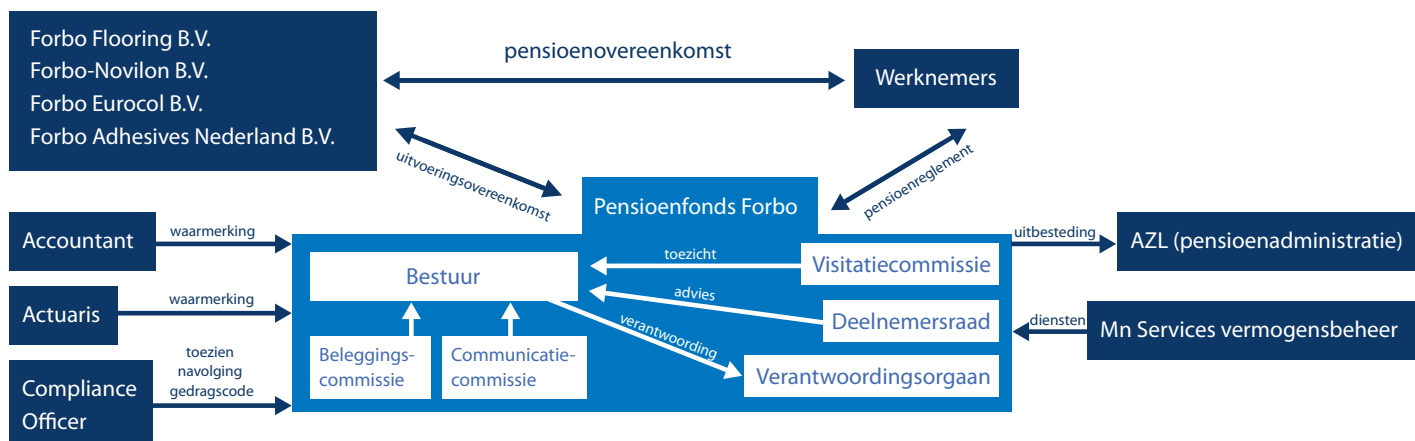 Forbo Flooring B.V.
Forbo-Novilon B.V.
Forbo Eurocol B.V.
Forbo Adhesives Nederland B.V.
pensioenovereenkomst
Werknemers
uitvoeringsovereenkomst
pensioenreglement
Pensioenfonds Forbo
Accountant
waarmerking
Actuaris
waarmerking
Compliance
Officer
toezien
navolging
gedragscode
Bestuur
toezicht
Visitatiecommissie
advies
Deelnemersraad
verantwoording
Verantwoordingsorgaan
Beleggings-
commissie
Communicatie-
commissie
uitbesteding
AZL (pensioenadministratie)
diensten
Mn Services vermogensbeheer